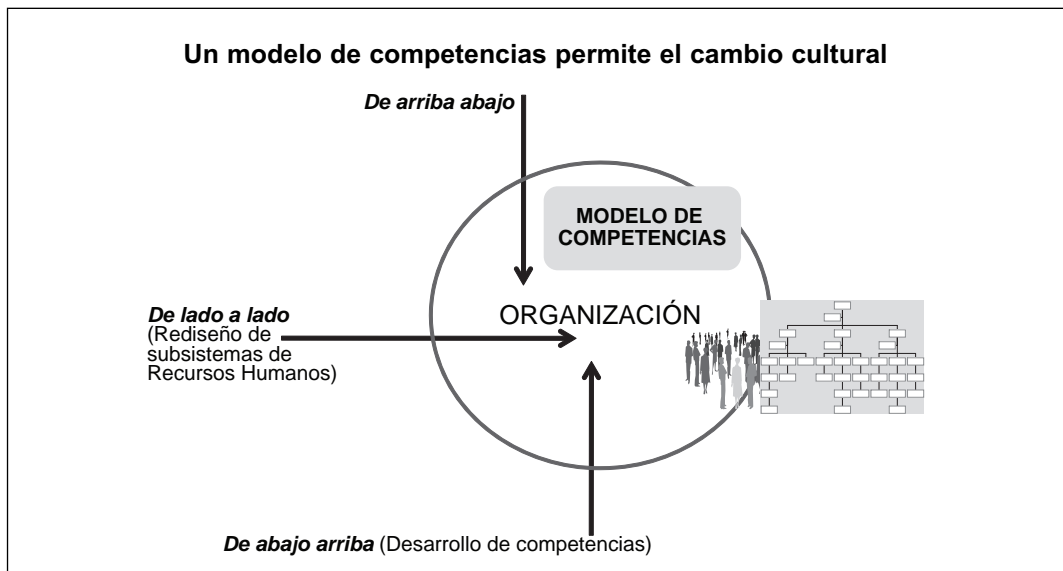 Un modelo de competencias permite el cambio cultural
De arriba abajo
MODELO DE
COMPETENCIAS
ORGANIZACIÓN
De lado a lado
(Rediseño de
subsistemas de
Recursos Humanos)
De abajo arriba (Desarrollo de competencias)